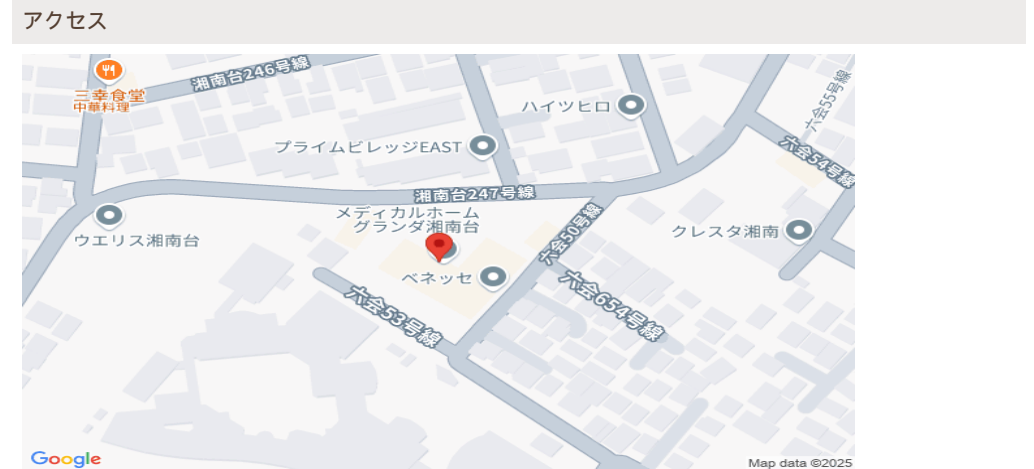 アクセス
湘南台246号線
三幸食堂
中華料理
ハイツヒロ
六会55号線
プライムビレッジEAST
六会54号線
湘南台247号線
メディカルホーム
グランダ湘南台
ウエリス湘南台
六会50号線
クレスタ湘南
ベネッセ
六会53号線
六会654号線
Google
Map data ©2025